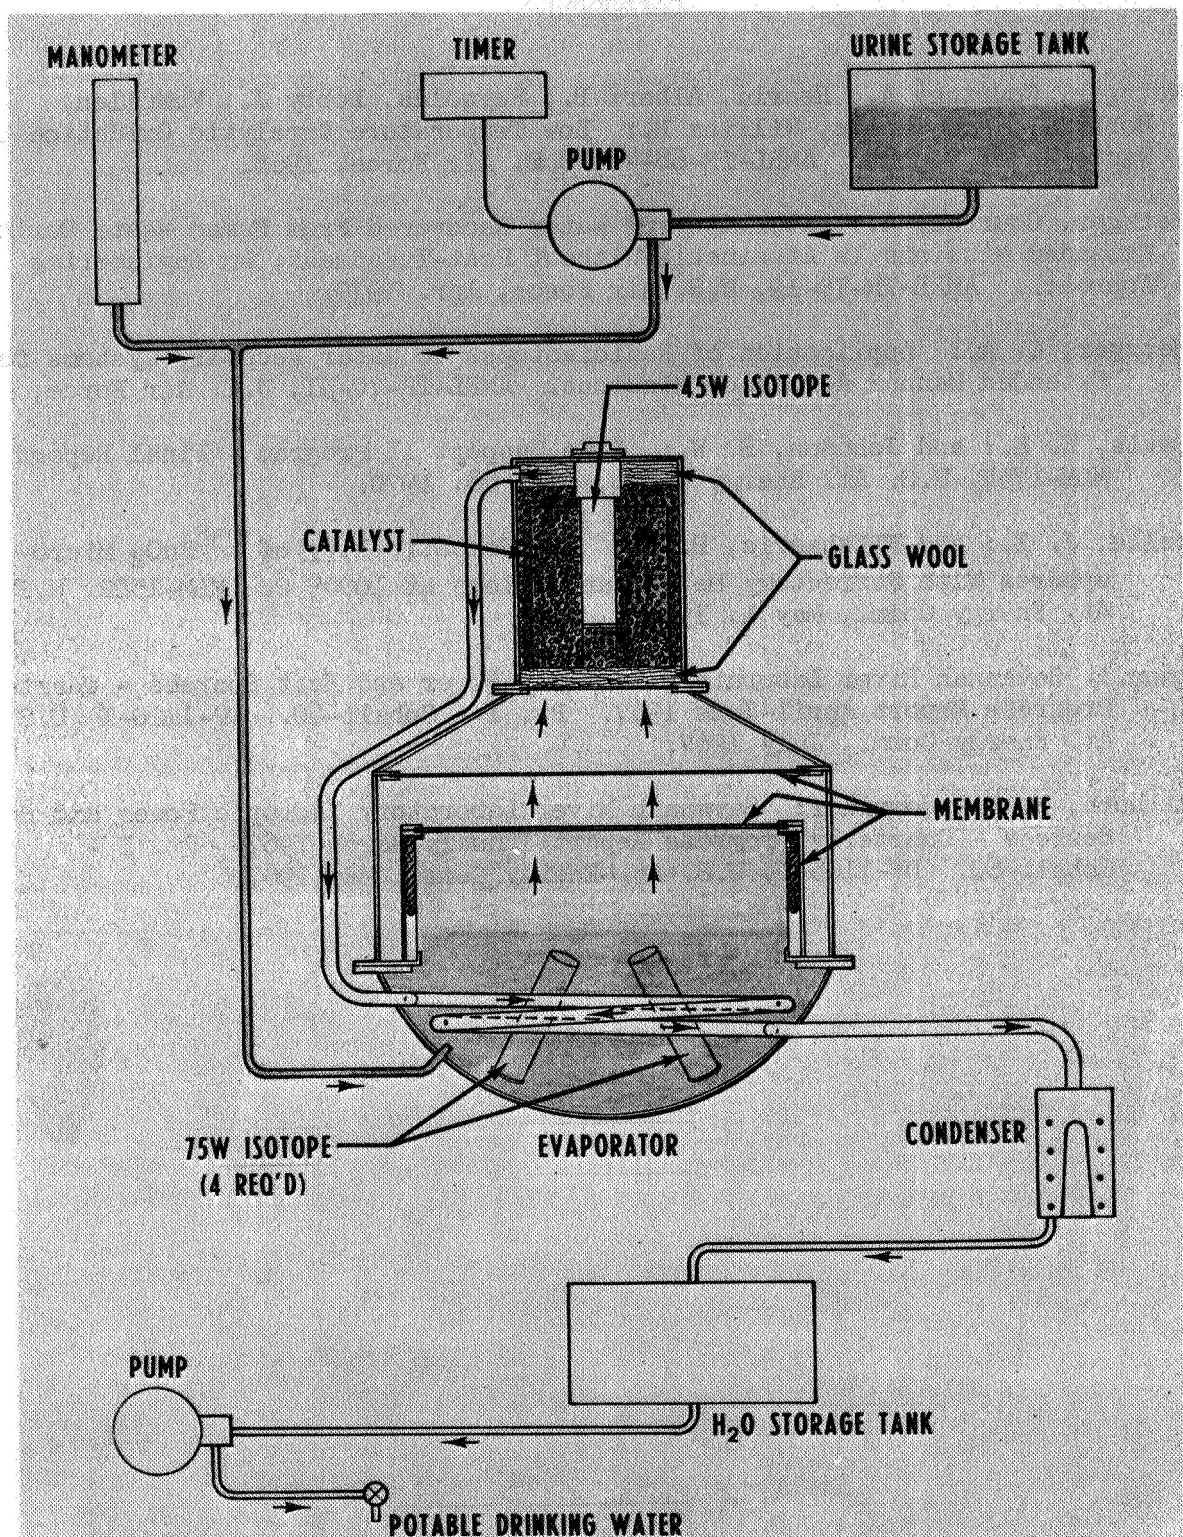 MANOMETER
TIMER
URINE STORAGE TANK
PUMP
45W ISOTOPE
CATALYST
GLASS WOOL
MEMBRANE
75W ISOTOPE
(4 REQ'D)
EVAPORATOR
CONDENSER
PUMP
H₂O STORAGE TANK
POTABLE DRINKING WATER